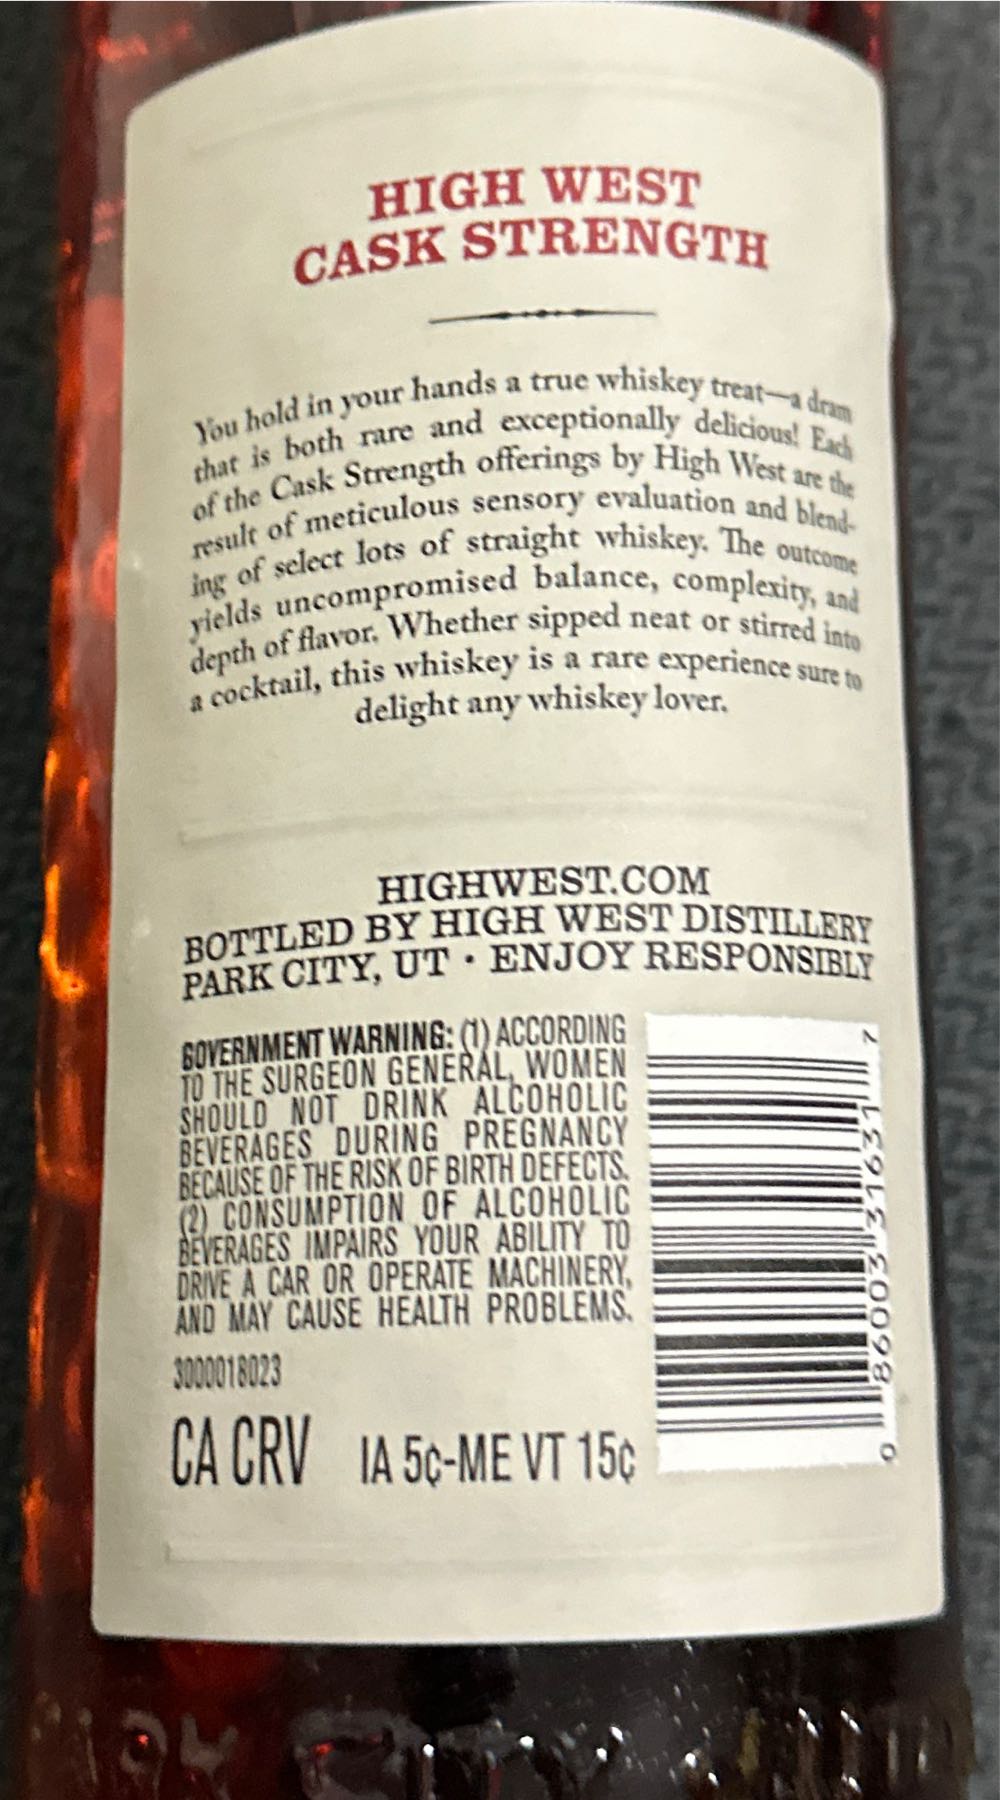 HIGH WEST
CASK STRENGTH
You hold in your hands a true whiskey treat—a dram
that is both rare and exceptionally delicious! Each
of the Cask Strength offerings by High West are the
result of meticulous sensory evaluation and blend-
ing of select lots of straight whiskey. The outcome
yields uncompromised balance, complexity, and
depth of flavor. Whether sipped neat or stirred into
a cocktail, this whiskey is a rare experience sure to
delight any whiskey lover.
HIGHWEST.COM
BOTTLED BY HIGH WEST DISTILLERY
PARK CITY, UT · ENJOY RESPONSIBLY
GOVERNMENT WARNING: (1) ACCORDING
TO THE SURGEON GENERAL, WOMEN
SHOULD NOT DRINK ALCOHOLIC
BEVERAGES DURING PREGNANCY
BECAUSE OF THE RISK OF BIRTH DEFECTS.
(2) CONSUMPTION OF ALCOHOLIC
BEVERAGES IMPAIRS YOUR ABILITY TO
DRIVE A CAR OR OPERATE MACHINERY,
AND MAY CAUSE HEALTH PROBLEMS.
3000018023
CA CRV IA 5¢-ME VT 15¢
0 86003 31631 7